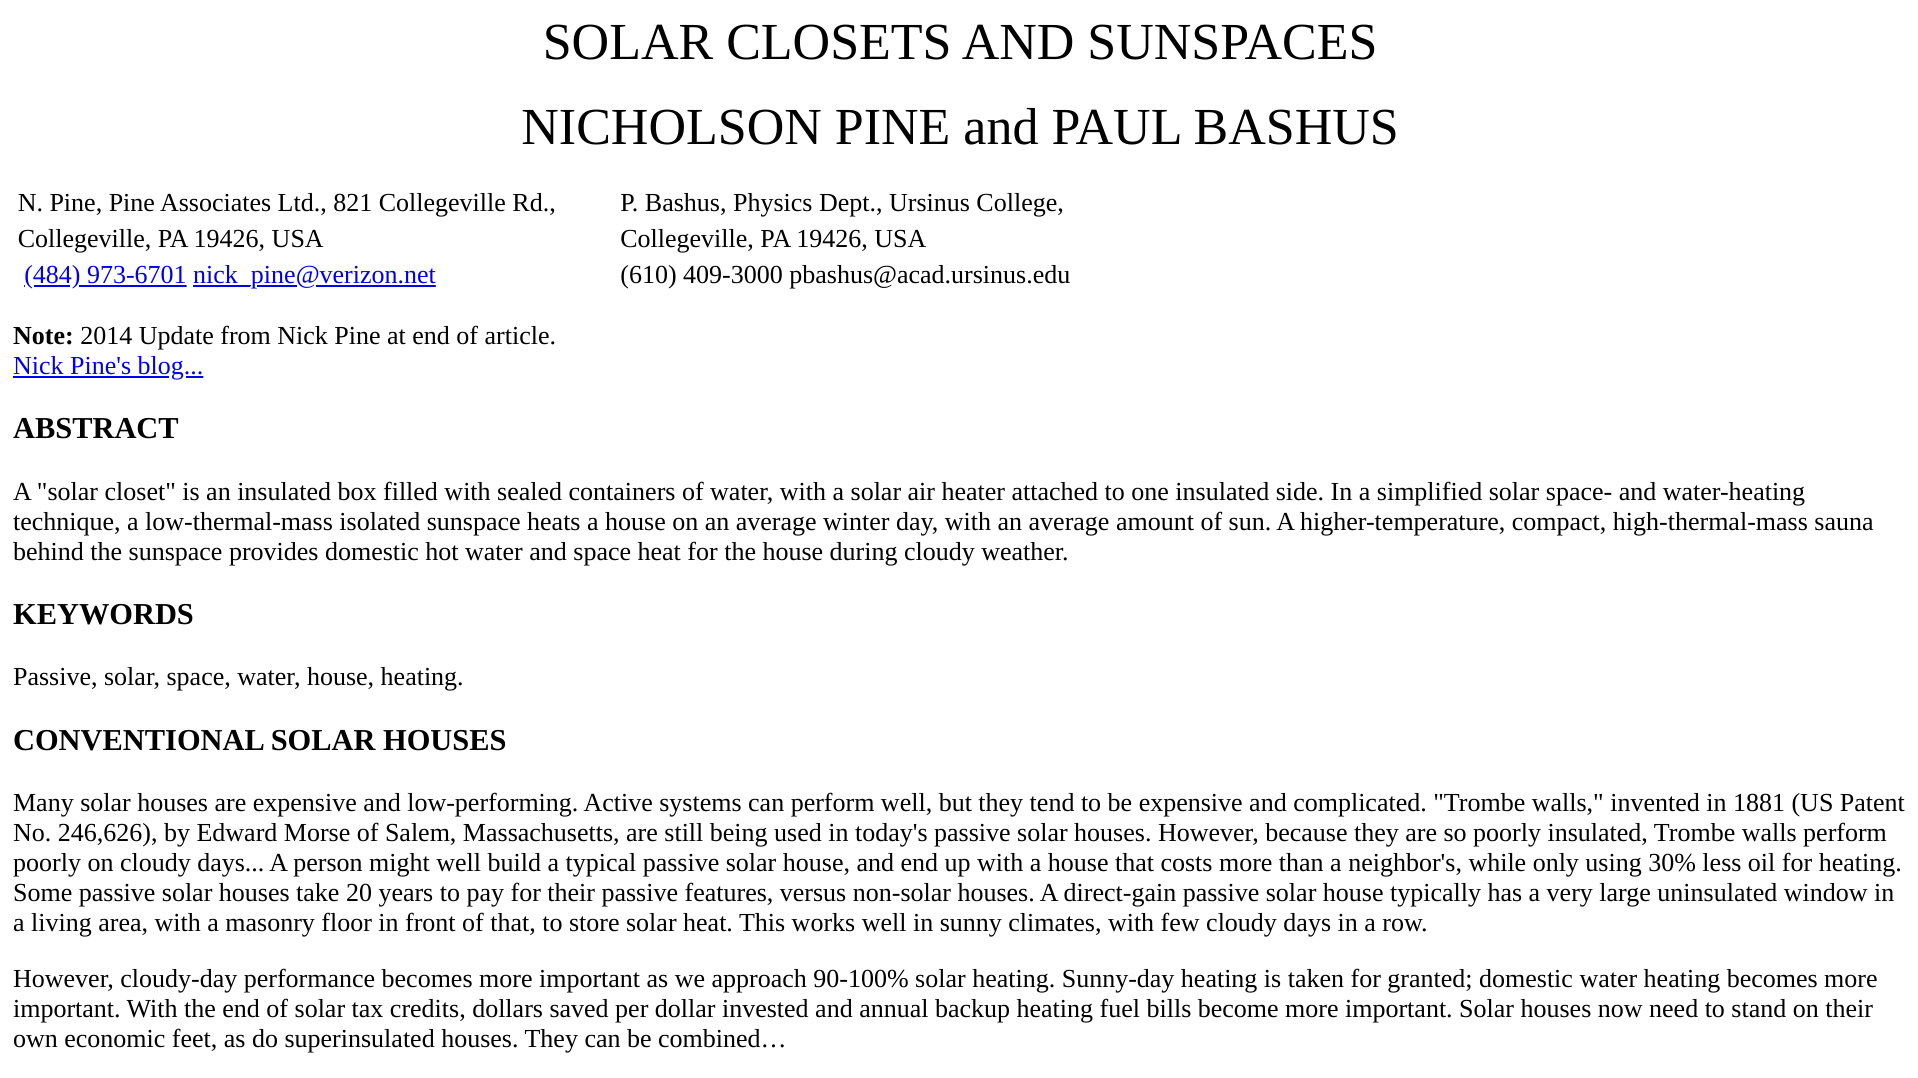 SOLAR CLOSETS AND SUNSPACES
NICHOLSON PINE and PAUL BASHUS
N. Pine, Pine Associates Ltd., 821 Collegeville Rd.,
Collegeville, PA 19426, USA
(484) 973-6701 nick_pine@verizon.net
P. Bashus, Physics Dept., Ursinus College,
Collegeville, PA 19426, USA
(610) 409-3000 pbashus@acad.ursinus.edu
Note: 2014 Update from Nick Pine at end of article.
Nick Pine's blog...
ABSTRACT
A "solar closet" is an insulated box filled with sealed containers of water, with a solar air heater attached to one insulated side. In a simplified solar space- and water-heating
technique, a low-thermal-mass isolated sunspace heats a house on an average winter day, with an average amount of sun. A higher-temperature, compact, high-thermal-mass sauna
behind the sunspace provides domestic hot water and space heat for the house during cloudy weather.
KEYWORDS
Passive, solar, space, water, house, heating.
CONVENTIONAL SOLAR HOUSES
Many solar houses are expensive and low-performing. Active systems can perform well, but they tend to be expensive and complicated. "Trombe walls," invented in 1881 (US Patent
No. 246,626), by Edward Morse of Salem, Massachusetts, are still being used in today's passive solar houses. However, because they are so poorly insulated, Trombe walls perform
poorly on cloudy days... A person might well build a typical passive solar house, and end up with a house that costs more than a neighbor's, while only using 30% less oil for heating.
Some passive solar houses take 20 years to pay for their passive features, versus non-solar houses. A direct-gain passive solar house typically has a very large uninsulated window in
a living area, with a masonry floor in front of that, to store solar heat. This works well in sunny climates, with few cloudy days in a row.
However, cloudy-day performance becomes more important as we approach 90-100% solar heating. Sunny-day heating is taken for granted; domestic water heating becomes more
important. With the end of solar tax credits, dollars saved per dollar invested and annual backup heating fuel bills become more important. Solar houses now need to stand on their
own economic feet, as do superinsulated houses. They can be combined…